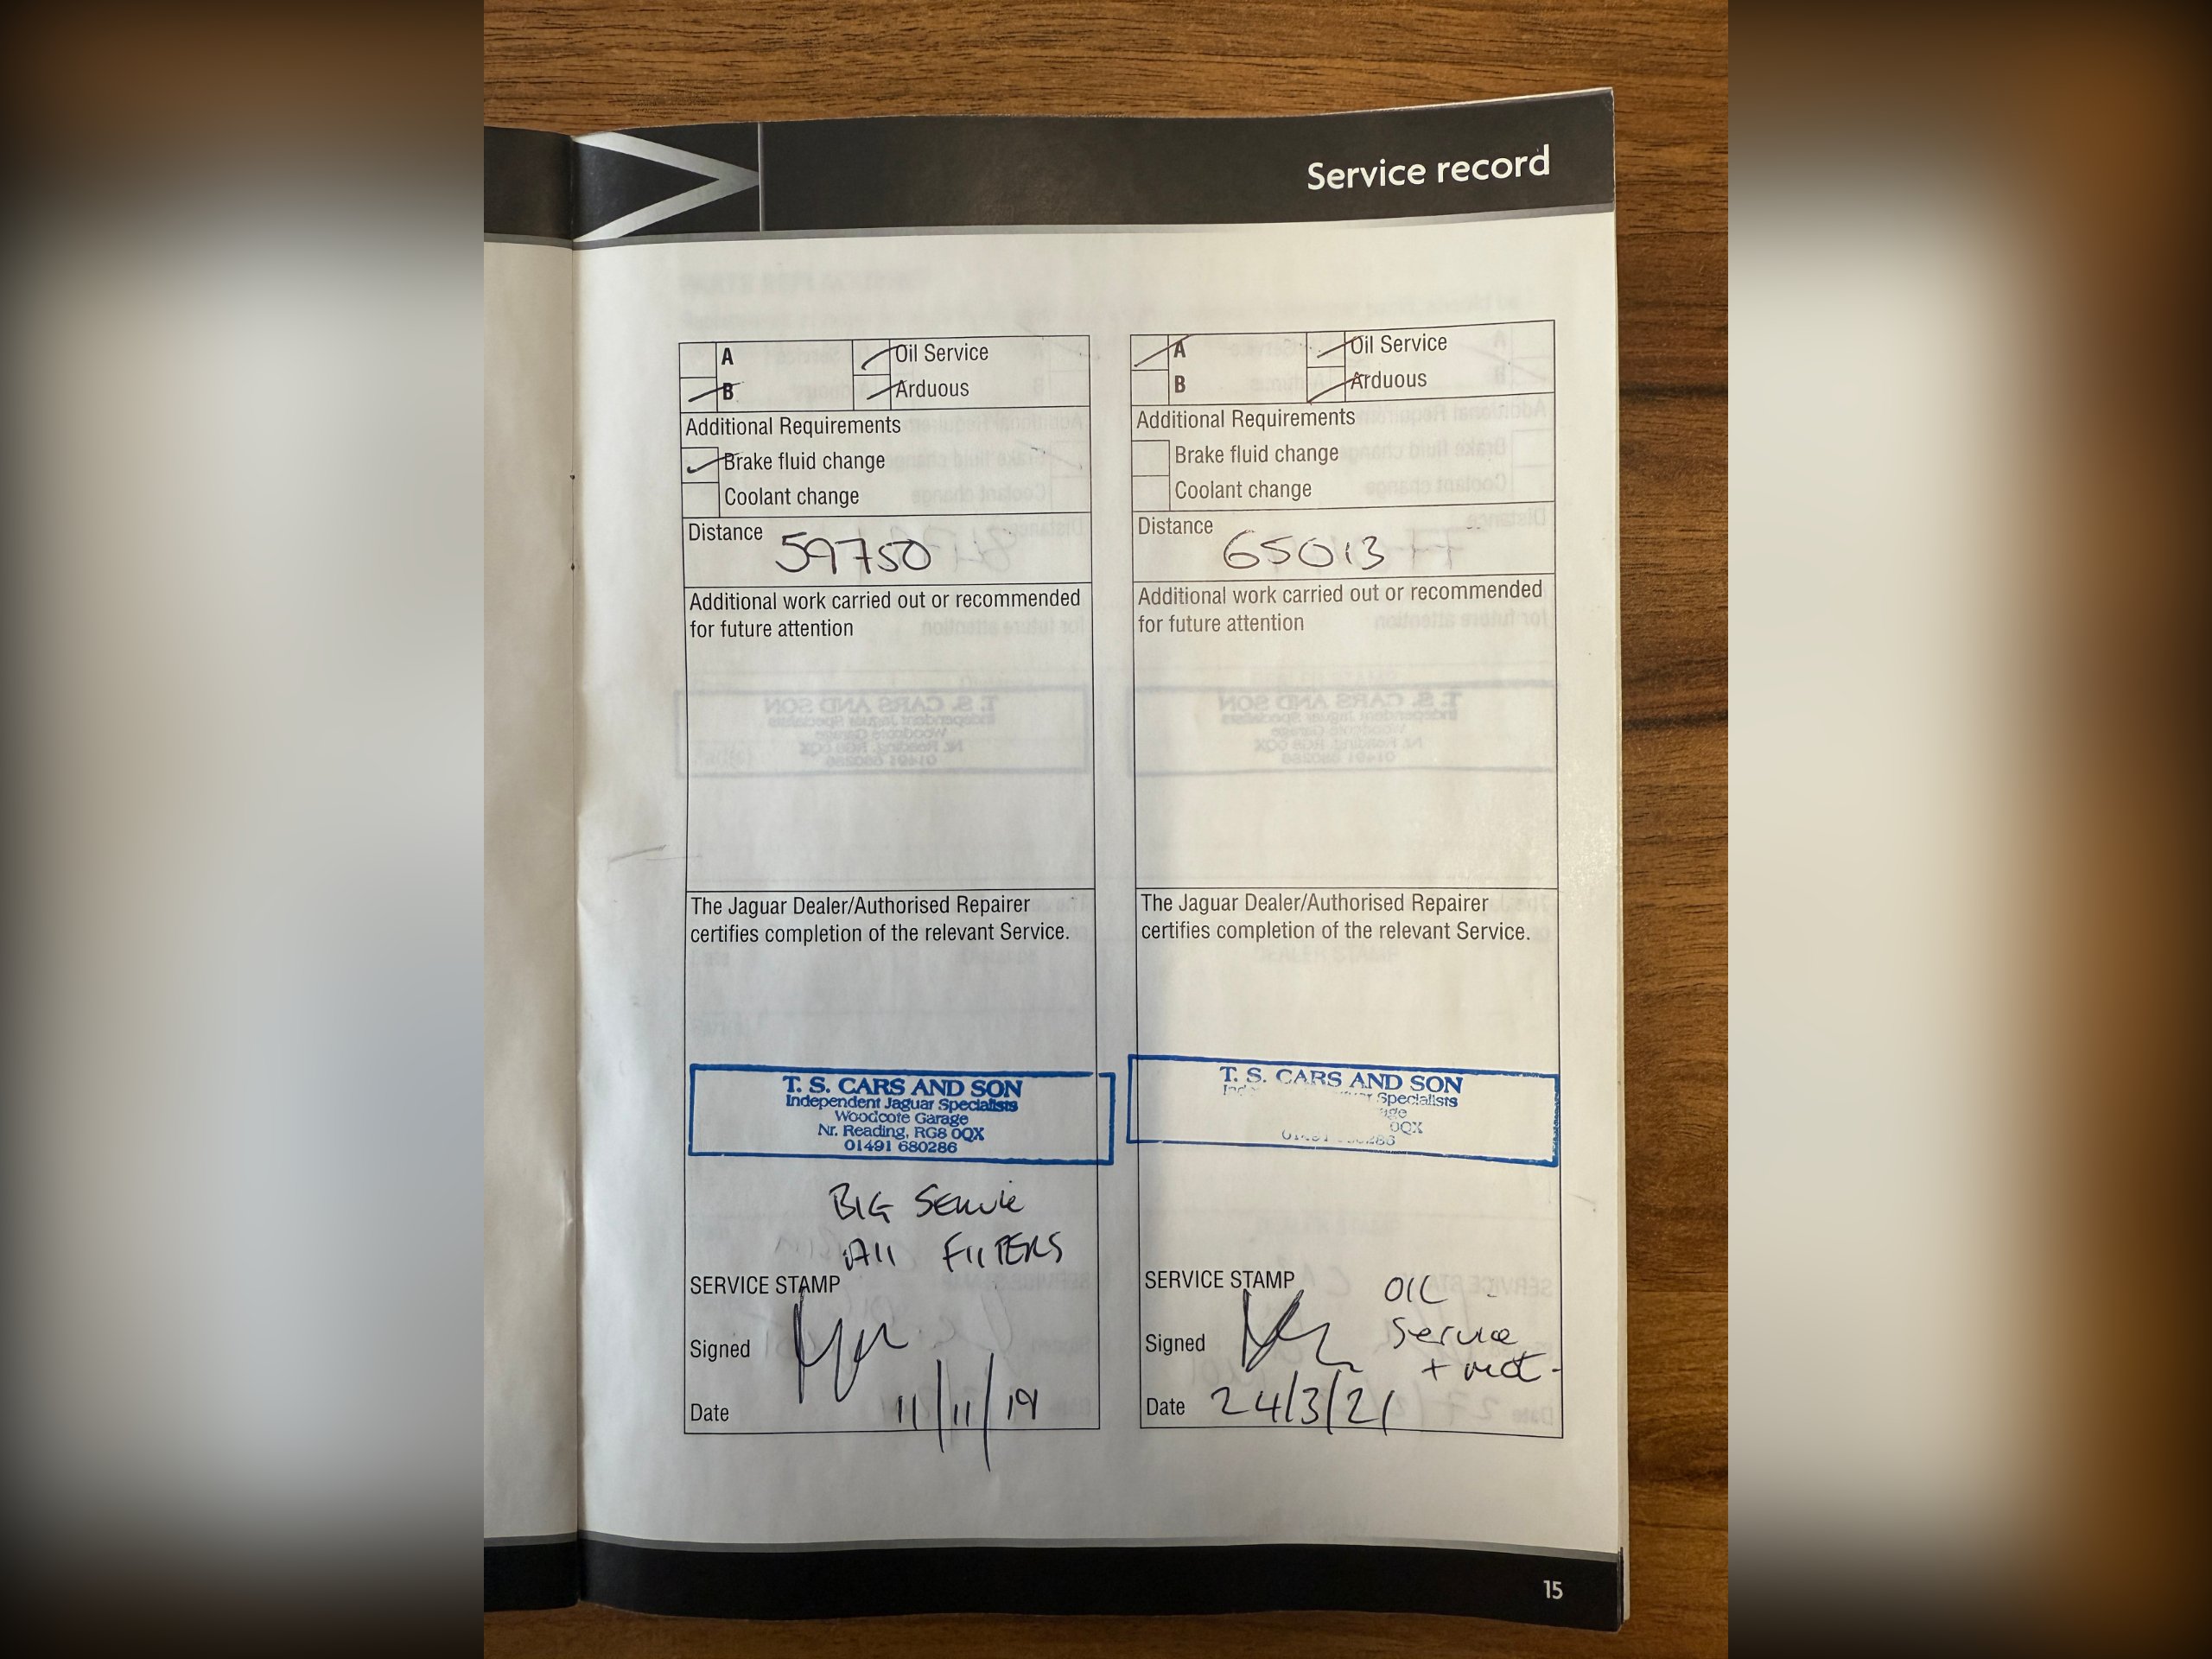 Service record
A
Oil Service
B
Arduous
Additional Requirements
Brake fluid change
Coolant change
Distance 59750
Additional work carried out or recommended
for future attention
The Jaguar Dealer/Authorised Repairer
certifies completion of the relevant Service.
T. S. CARS AND SON
Independent Jaguar Specialists
Woodcote Garage
Nr. Reading, RG8 0QX
01491 680286
BIG Service
All FIlTERS
SERVICE STAMP
Signed
Date 11/11/19
A
Oil Service
B
Arduous
Additional Requirements
Brake fluid change
Coolant change
Distance 65013
Additional work carried out or recommended
for future attention
The Jaguar Dealer/Authorised Repairer
certifies completion of the relevant Service.
T. S. CARS AND SON
Specialists
0QX
SERVICE STAMP
OIL
Service
+ mot
Signed
Date 24/3/21
15